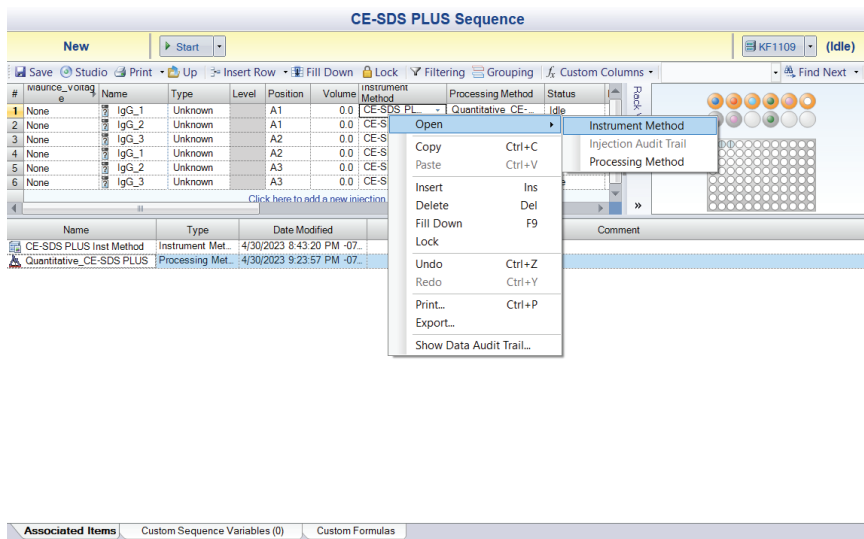 CE-SDS PLUS Sequence
New Start KF1109 (Idle)
Save Studio Print Up Insert Row Fill Down Lock Filtering Grouping fx Custom Columns Find Next
# Maurice_Voltag e Name Type Level Position Volume Instrument Method Processing Method Status
1 None IgG_1 Unknown A1 0.0 CE-SDS PL... Quantitative_CE-... Idle
2 None IgG_2 Unknown A1 0.0 CE-S
3 None IgG_3 Unknown A2 0.0 CE-S
4 None IgG_1 Unknown A2 0.0 CE-S
5 None IgG_2 Unknown A3 0.0 CE-S
6 None IgG_3 Unknown A3 0.0 CE-S
Click here to add a new injection.
Rack
»
Open
Copy Ctrl+C
Paste Ctrl+V
Insert Ins
Delete Del
Fill Down F9
Lock
Undo Ctrl+Z
Redo Ctrl+Y
Print... Ctrl+P
Export...
Show Data Audit Trail...
Instrument Method
Injection Audit Trail
Processing Method
Name Type Date Modified Comment
CE-SDS PLUS Inst Method Instrument Met... 4/30/2023 8:43:20 PM -07...
Quantitative_CE-SDS PLUS Processing Met... 4/30/2023 9:23:57 PM -07...
Associated Items Custom Sequence Variables (0) Custom Formulas